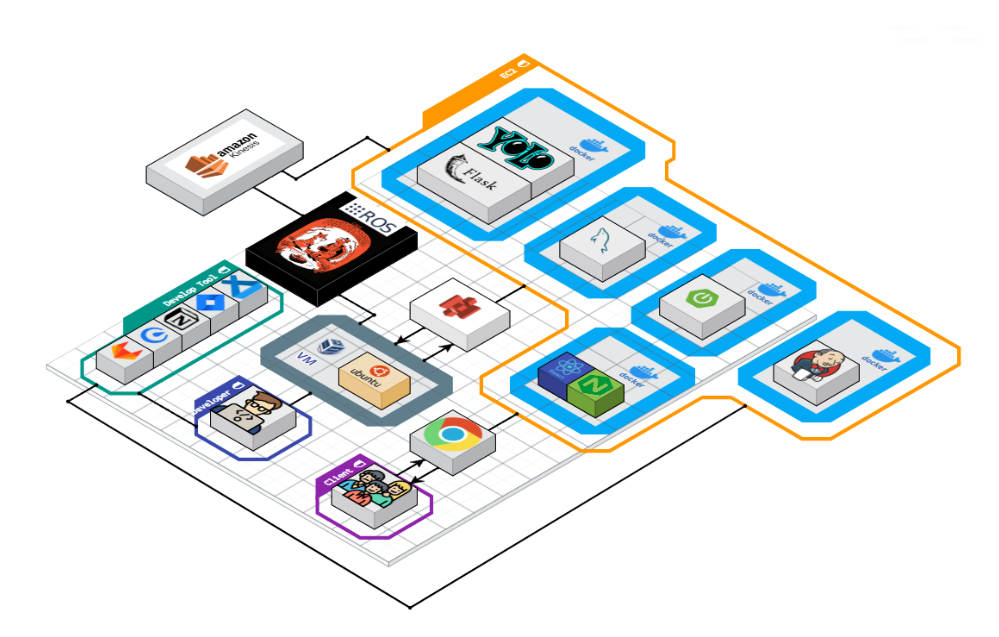 EC2
amazon
Kinesis
YOLO
docker
Flask
ROS
docker
Develop Tool
N
docker
VM
ubuntu
docker
N
docker
Developer
</>
Client